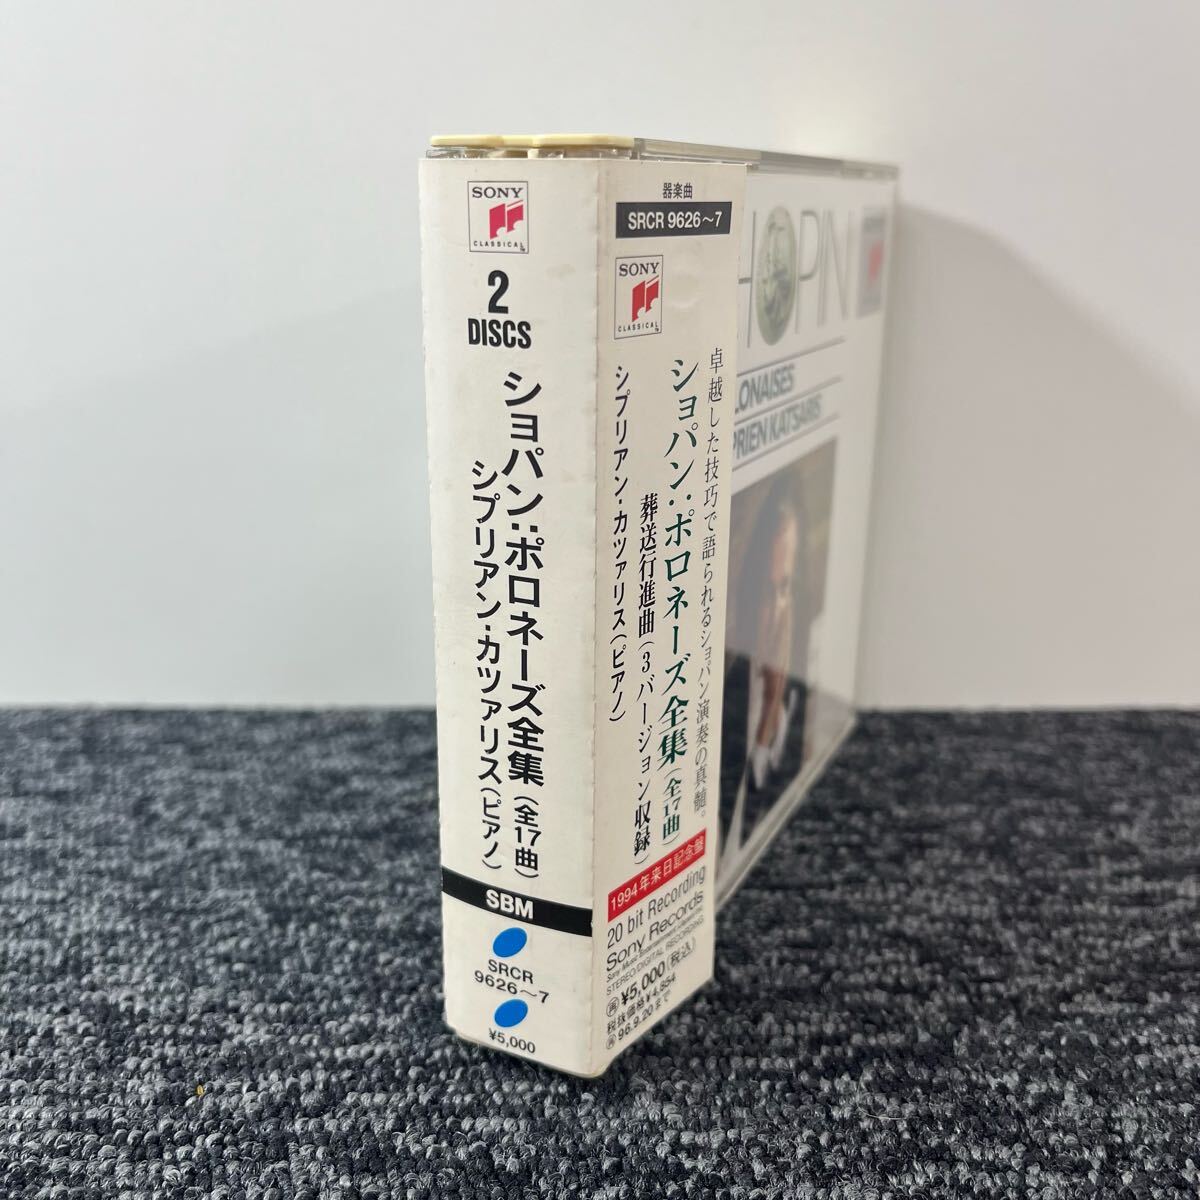 SONY
CLASSICAL
2
DISCS
ショパン:ポロネーズ全集(全17曲)
シプリアン・カツァリス(ピアノ)
SBM
SRCR
9626~7
¥5,000
器楽曲
SRCR 9626~7
SONY
CLASSICAL
卓越した技巧で語られるショパン演奏の真髄。
ショパン:ポロネーズ全集(全17曲)
葬送行進曲(3バージョン収録)
シプリアン・カツァリス(ピアノ)
1994年来日記念盤
20 bit Recording
Sony Records
STEREO/DIGITAL RECORDING
再¥5,000(税込)
税抜価格¥4,854
再96.9.20まで
HOPIN
LONAISES
PRIEN KATSARIS